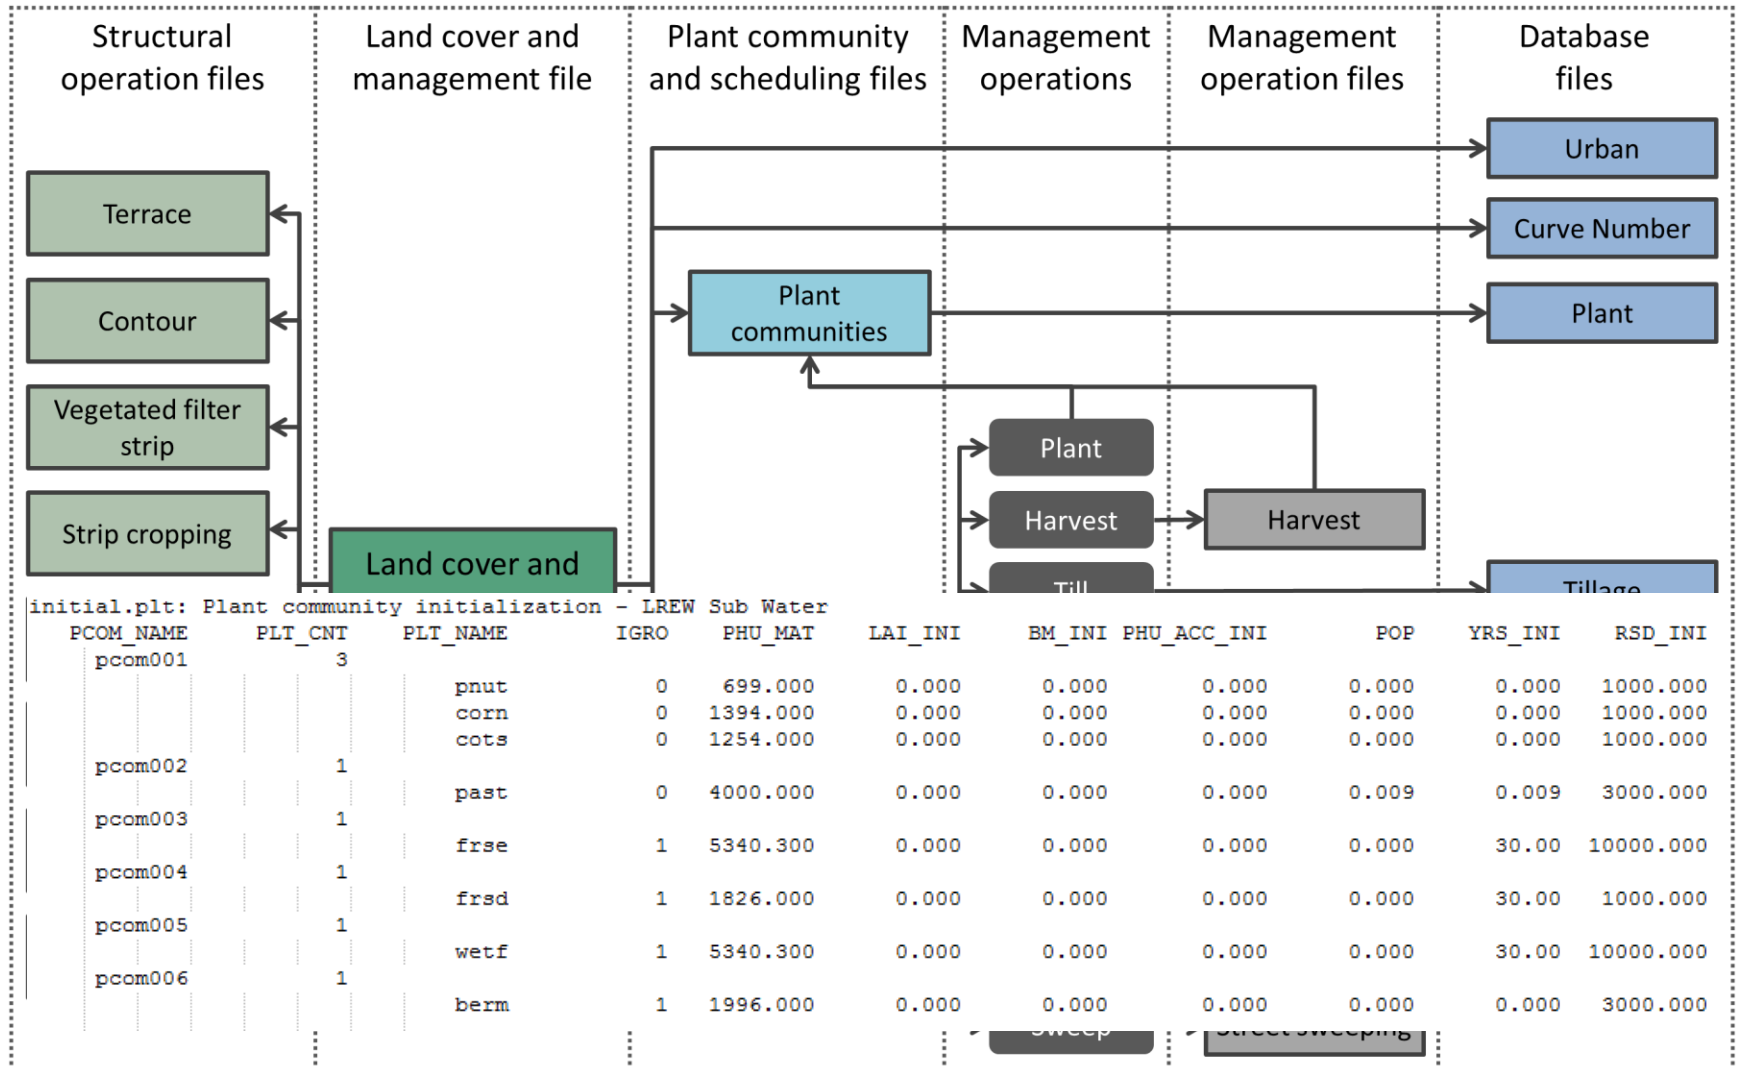 Structural
operation files
Land cover and
management file
Plant community
and scheduling files
Management
operations
Management
operation files
Database
files
Urban
Terrace
Curve Number
Contour
Plant
communities
Plant
Vegetated filter
strip
Plant
Strip cropping
Harvest
Harvest
Land cover and
Till
Tillage
initial.plt: Plant community initialization - LREW Sub Water
PCOM_NAME PLT_CNT PLT_NAME IGRO PHU_MAT LAI_INI BM_INI PHU_ACC_INI POP YRS_INI RSD_INI
pcom001 3
pnut 0 699.000 0.000 0.000 0.000 0.000 0.000 1000.000
corn 0 1394.000 0.000 0.000 0.000 0.000 0.000 1000.000
cots 0 1254.000 0.000 0.000 0.000 0.000 0.000 1000.000
pcom002 1
past 0 4000.000 0.000 0.000 0.000 0.009 0.009 3000.000
pcom003 1
frse 1 5340.300 0.000 0.000 0.000 0.000 30.00 10000.000
pcom004 1
frsd 1 1826.000 0.000 0.000 0.000 0.000 30.00 1000.000
pcom005 1
wetf 1 5340.300 0.000 0.000 0.000 0.000 30.00 10000.000
pcom006 1
berm 1 1996.000 0.000 0.000 0.000 0.000 0.000 3000.000
Sweep
Street sweeping